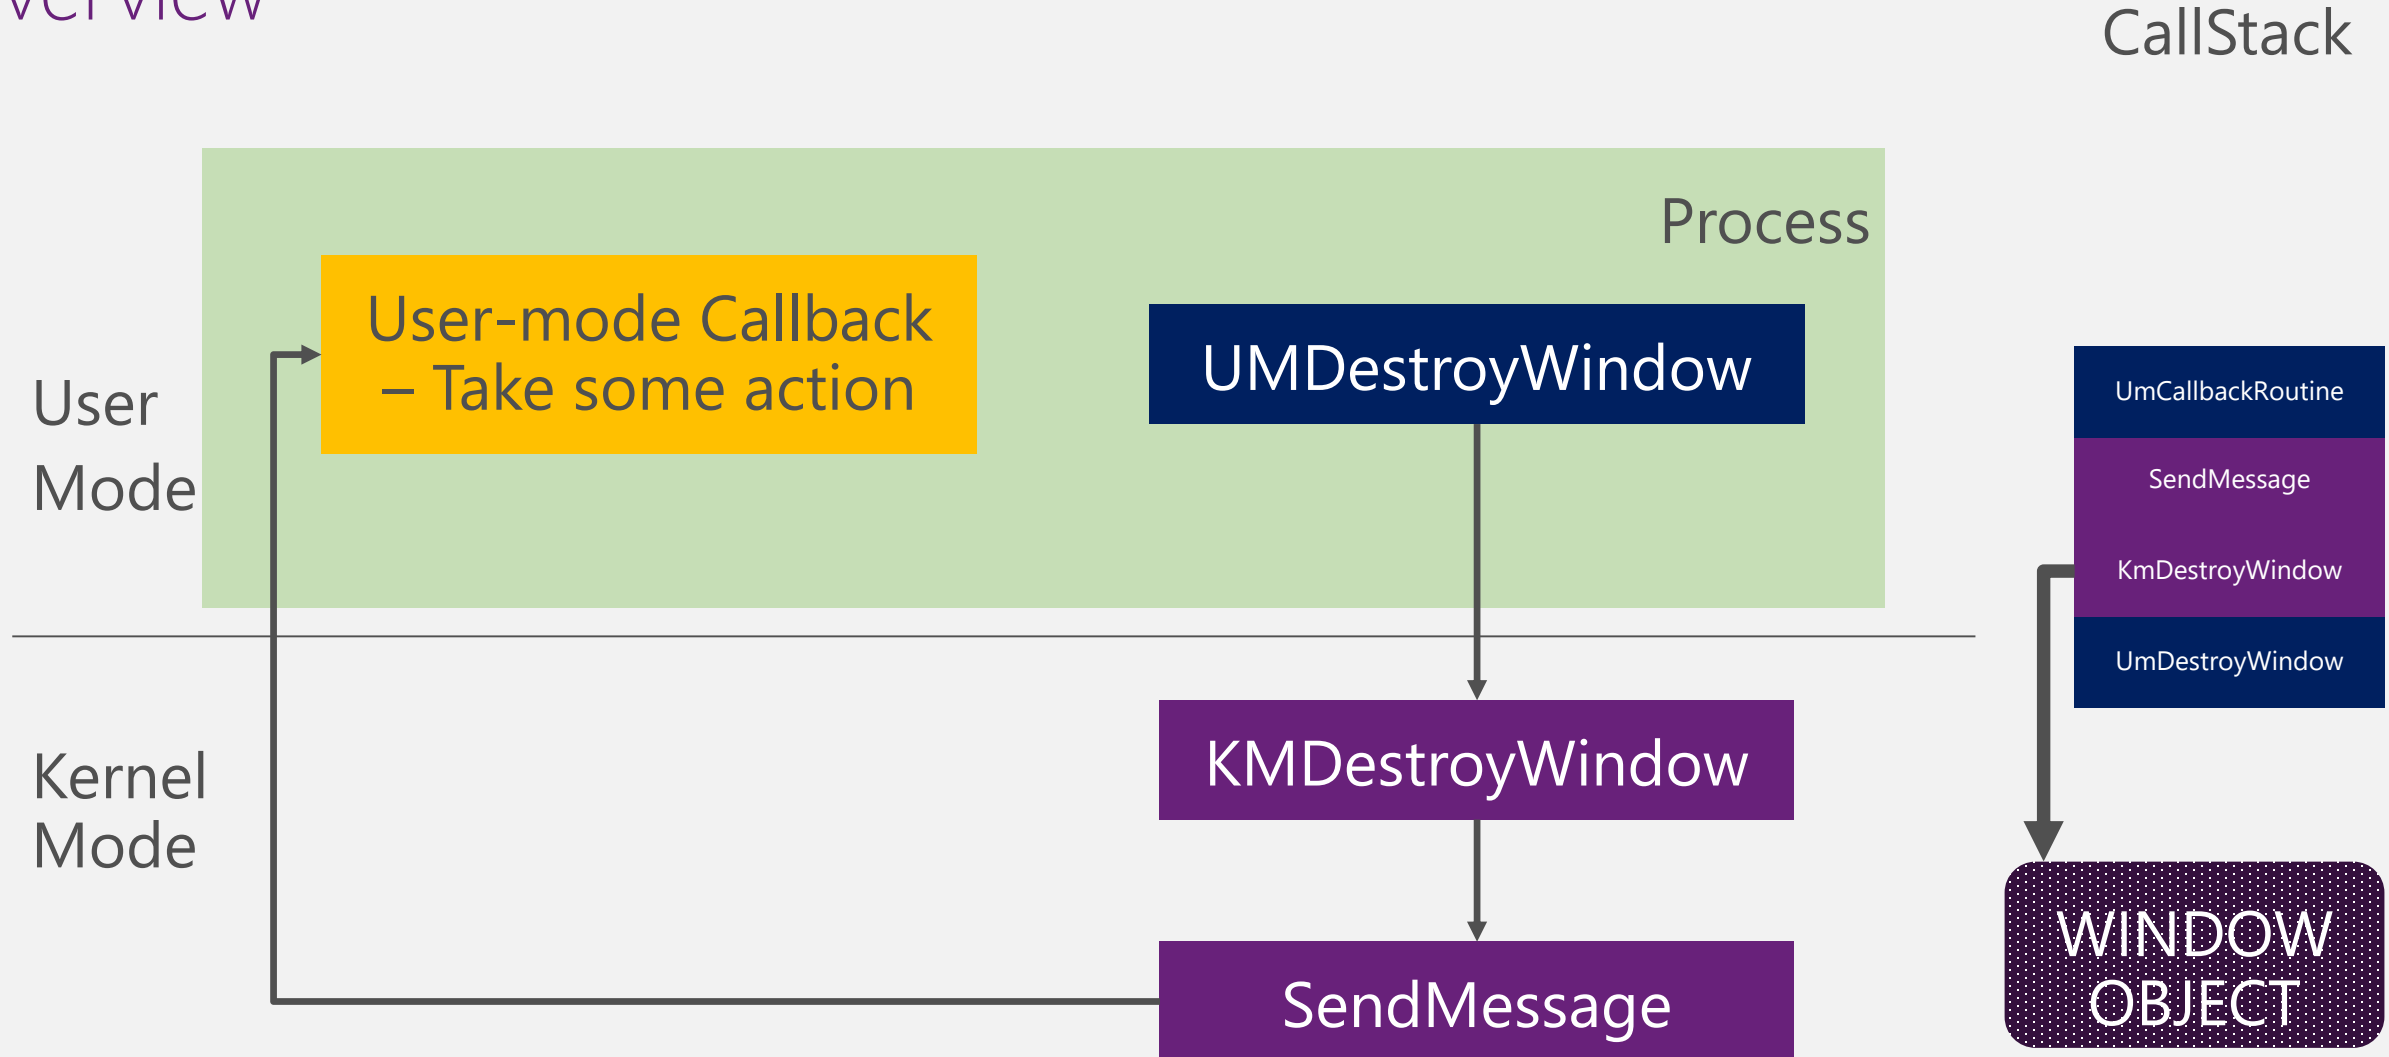 CallStack
Process
User-mode Callback
– Take some action
UMDestroyWindow
User
Mode
UmCallbackRoutine
SendMessage
KmDestroyWindow
UmDestroyWindow
KMDestroyWindow
Kernel
Mode
SendMessage
WINDOW
OBJECT